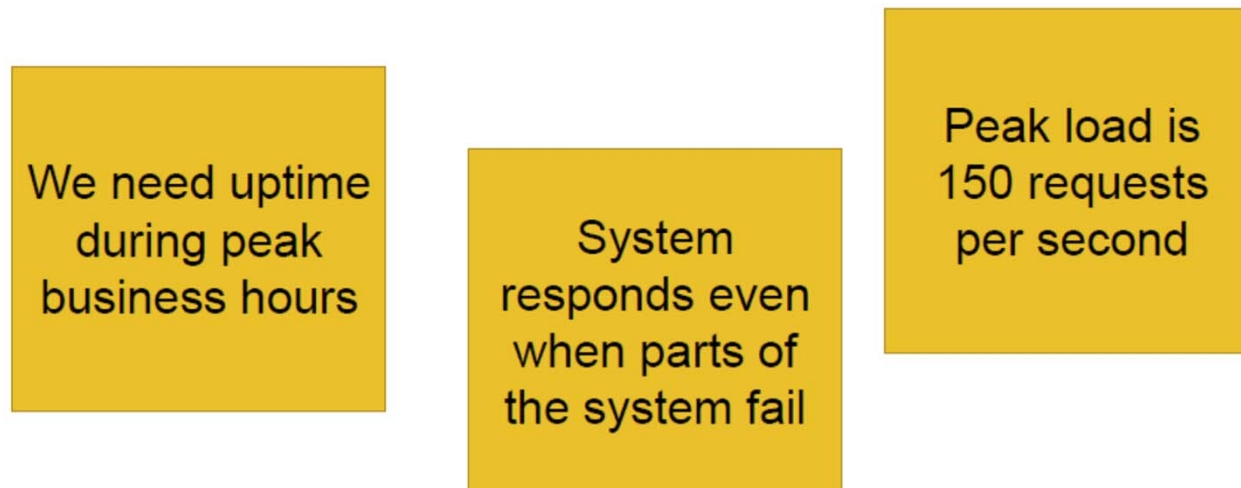 We need uptime
during peak
business hours
System
responds even
when parts of
the system fail
Peak load is
150 requests
per second